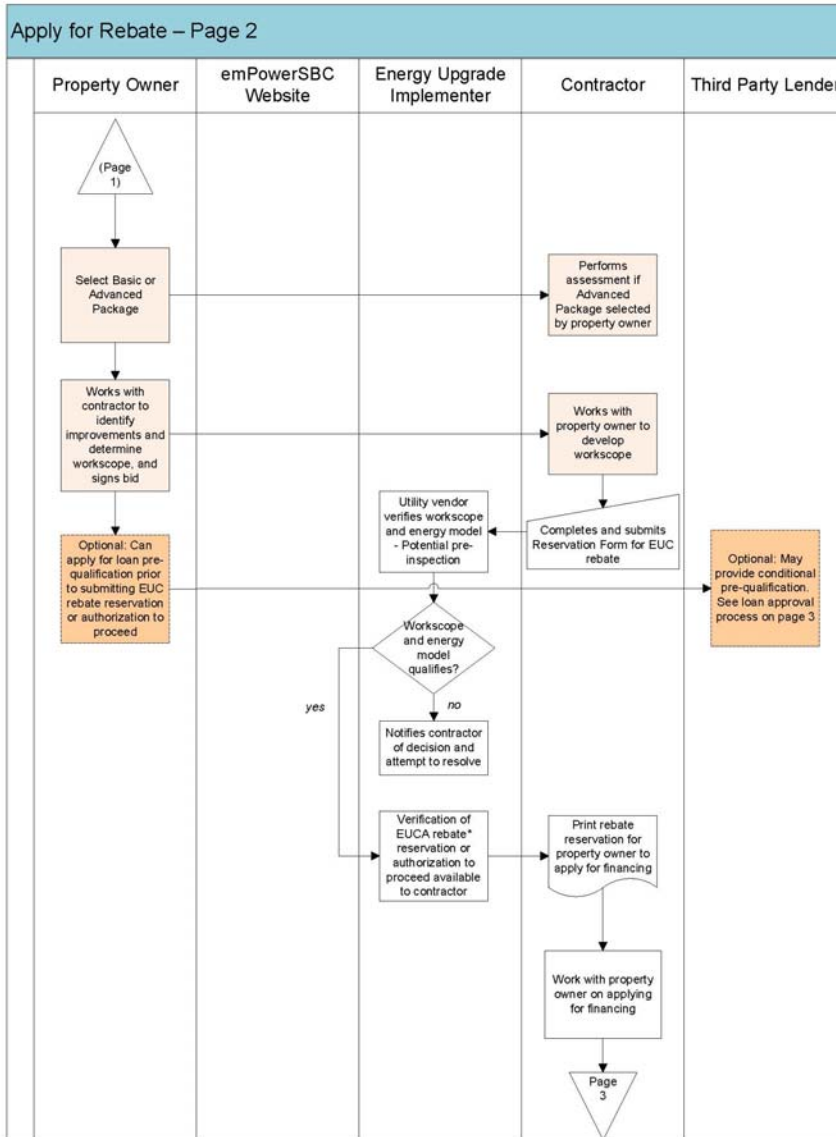 Apply for Rebate – Page 2
Property Owner
emPowerSBC
Website
Energy Upgrade
Implementer
Contractor
Third Party Lender
(Page
1)
Select Basic or
Advanced
Package
Performs
assessment if
Advanced
Package selected
by property owner
Works with
contractor to
identify
improvements and
determine
workscope, and
signs bid
Works with
property owner to
develop
workscope
Utility vendor
verifies workscope
and energy model
- Potential pre-
inspection
Completes and submits
Reservation Form for EUC
rebate
Optional: Can
apply for loan pre-
qualification prior
to submitting EUC
rebate reservation
or authorization to
proceed
Optional: May
provide conditional
pre-qualification.
See loan approval
process on page 3
Workscope
and energy
model
qualifies?
yes
no
Notifies contractor
of decision and
attempt to resolve
Verification of
EUCA rebate*
reservation or
authorization to
proceed available
to contractor
Print rebate
reservation for
property owner to
apply for financing
Work with property
owner on applying
for financing
Page
3